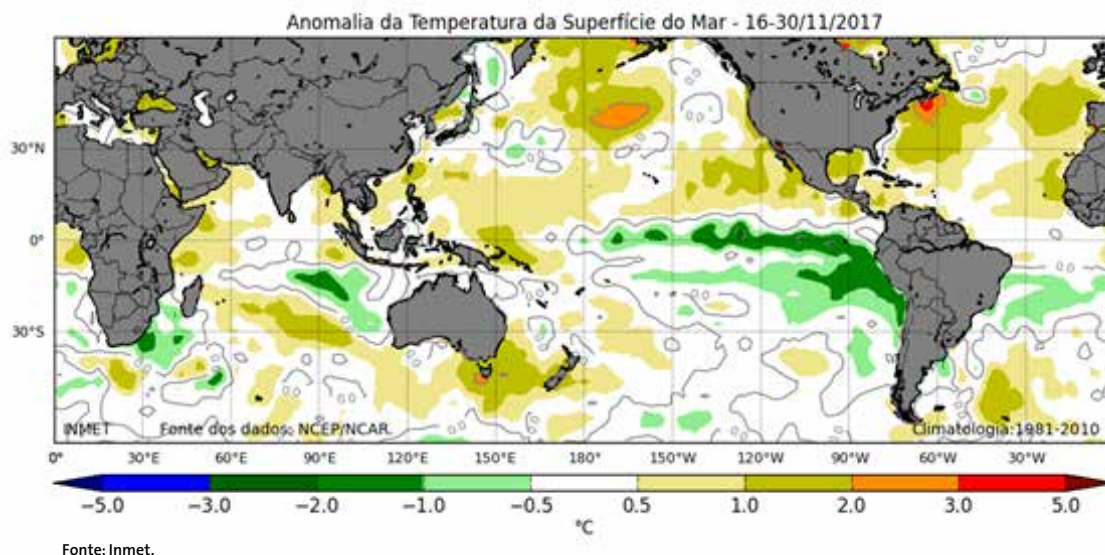 Anomalia da Temperatura da Superfície do Mar - 16-30/11/2017
30°N
0°
30°S
INMET Fonte dos dados: NCEP/NCAR Climatologia:1981-2010
0° 30°E 60°E 90°E 120°E 150°E 180° 150°W 120°W 90°W 60°W 30°W
−5.0 −3.0 −2.0 −1.0 −0.5 0.5 1.0 2.0 3.0 5.0
°C
Fonte: Inmet.